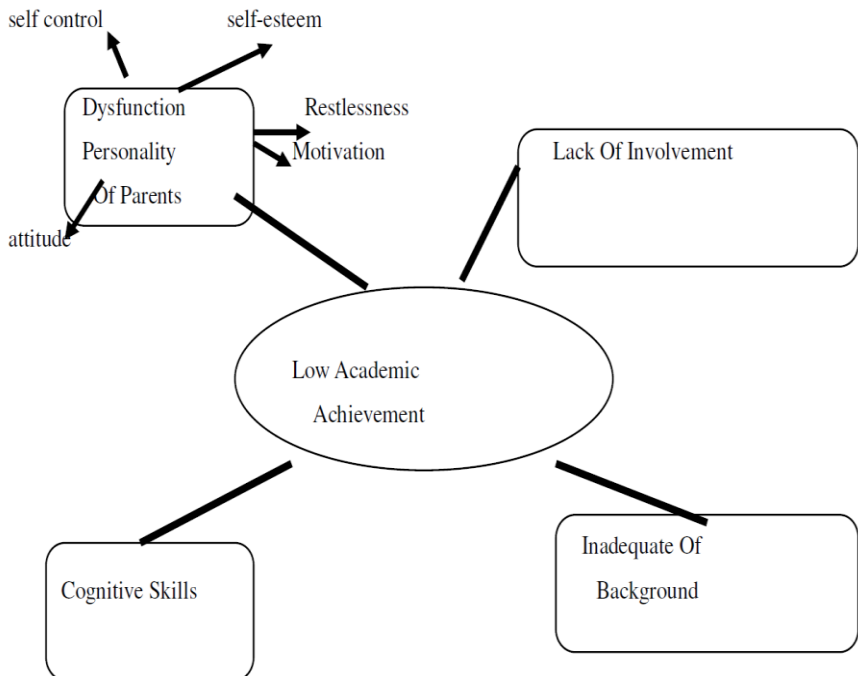 self control
self-esteem
Dysfunction
Personality
Of Parents
Restlessness
Motivation
attitude
Lack Of Involvement
Low Academic
Achievement
Cognitive Skills
Inadequate Of
Background